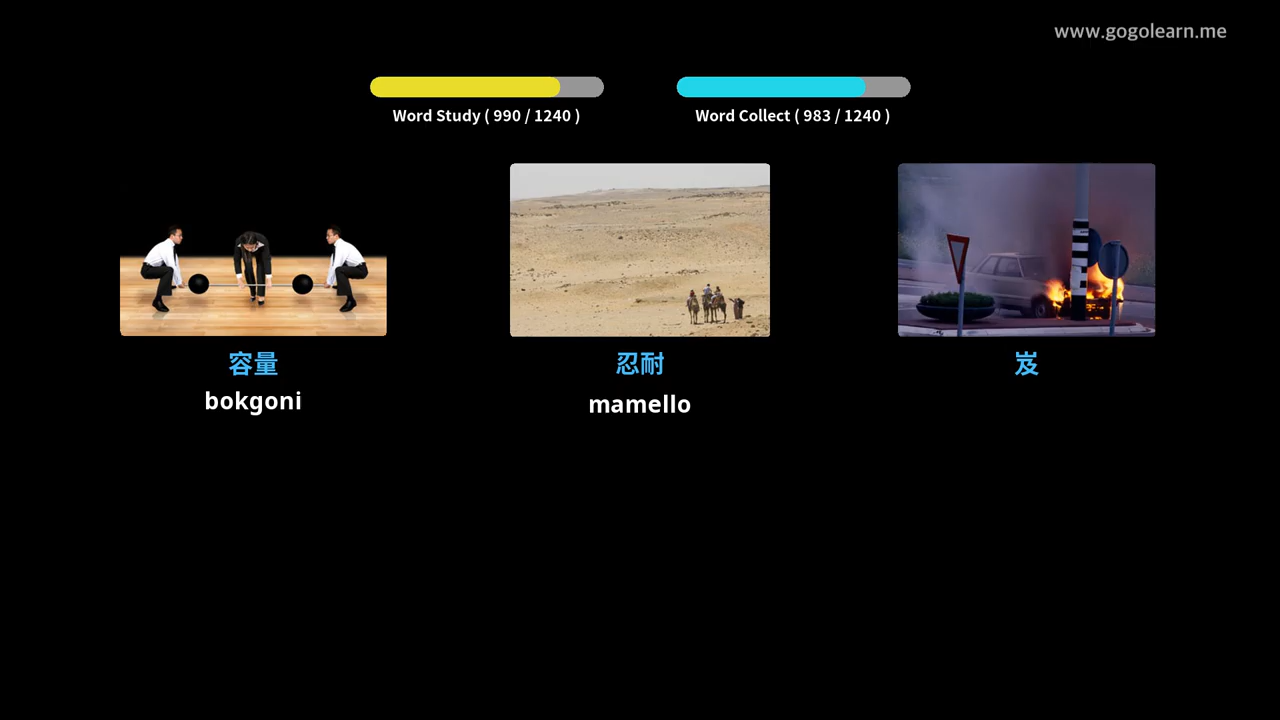 www.gogolearn.me
Word Study ( 990 / 1240 )
Word Collect ( 983 / 1240 )
容量
bokgoni
忍耐
mamello
岌